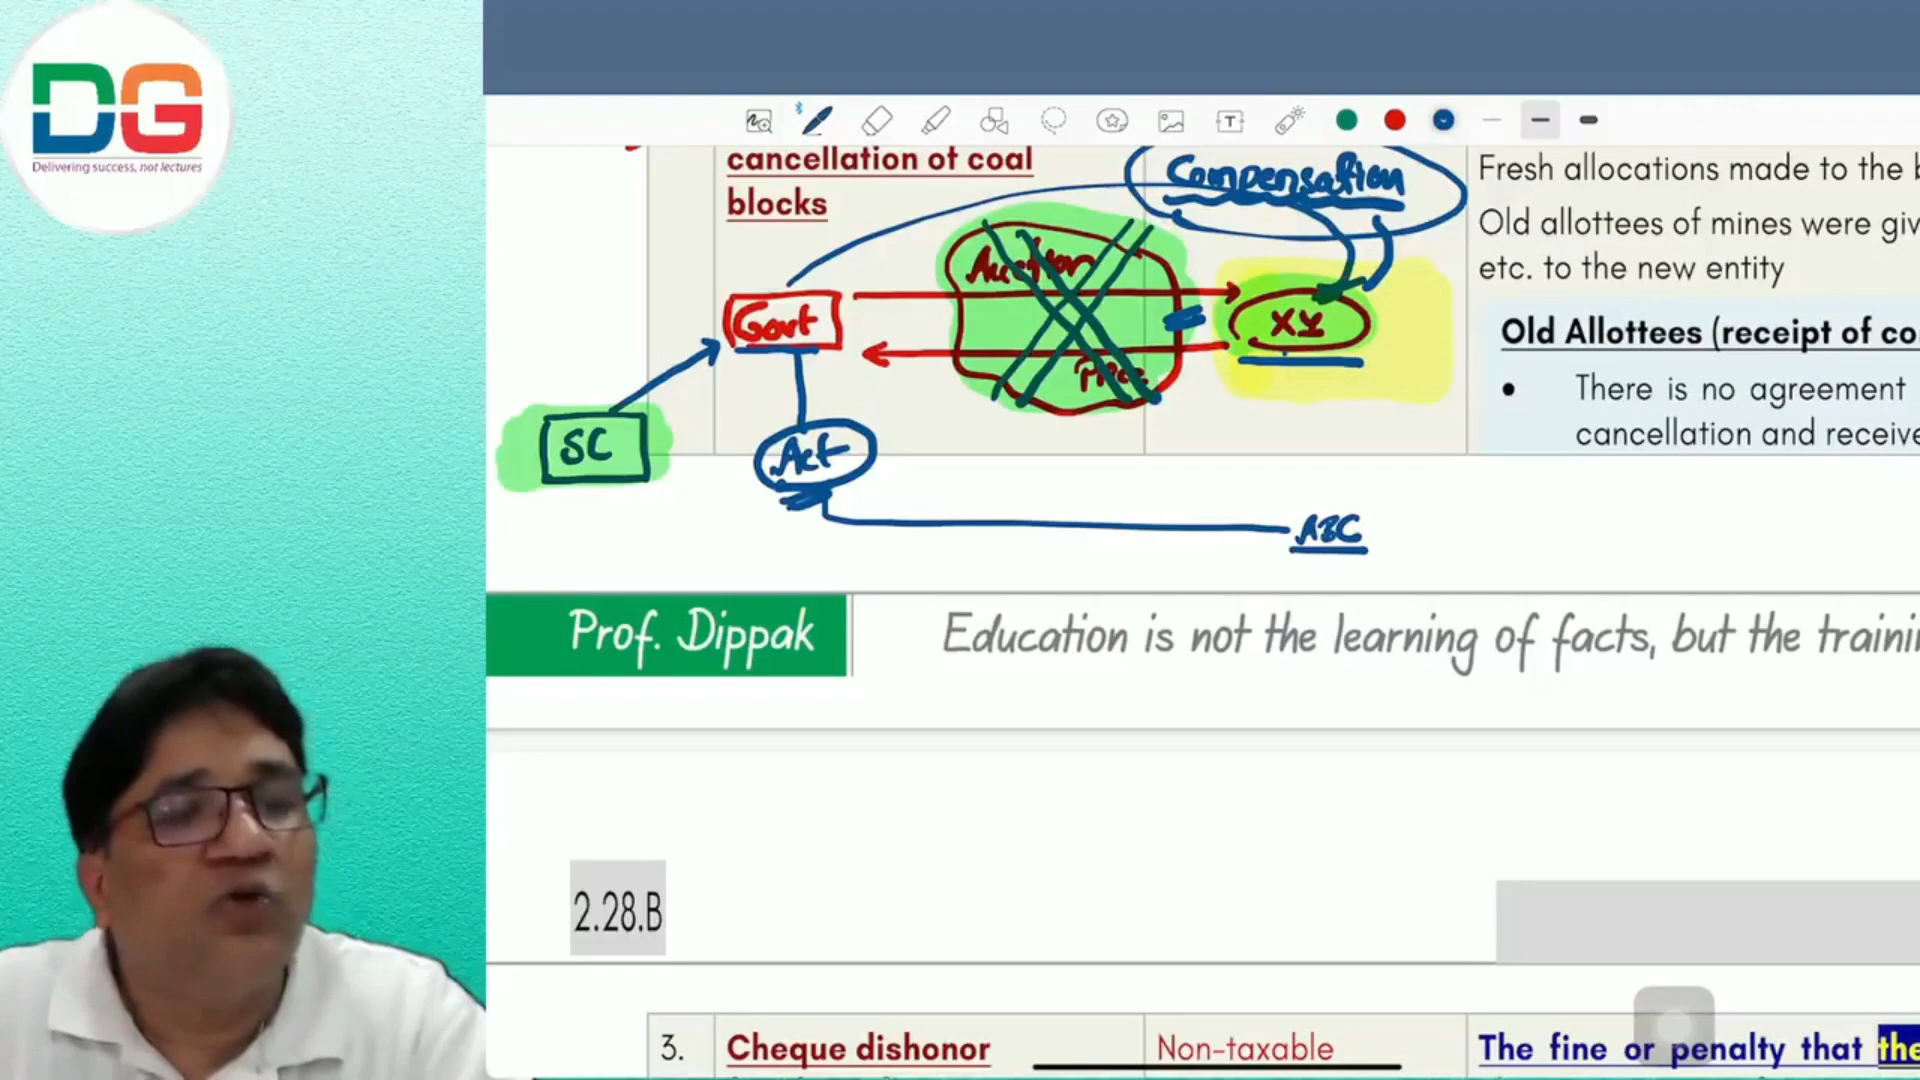 DG
Delivering success, not lectures
T
cancellation of coal
blocks
Compensation
Auction
Govt
XY
Price
SC
Act
ABC
Fresh allocations made to the b
Old allottees of mines were giv
etc. to the new entity
Old Allottees (receipt of co
• There is no agreement
cancellation and receive
Prof. Dippak
Education is not the learning of facts, but the traini
2.28.B
3. Cheque dishonor Non-taxable The fine or penalty that the